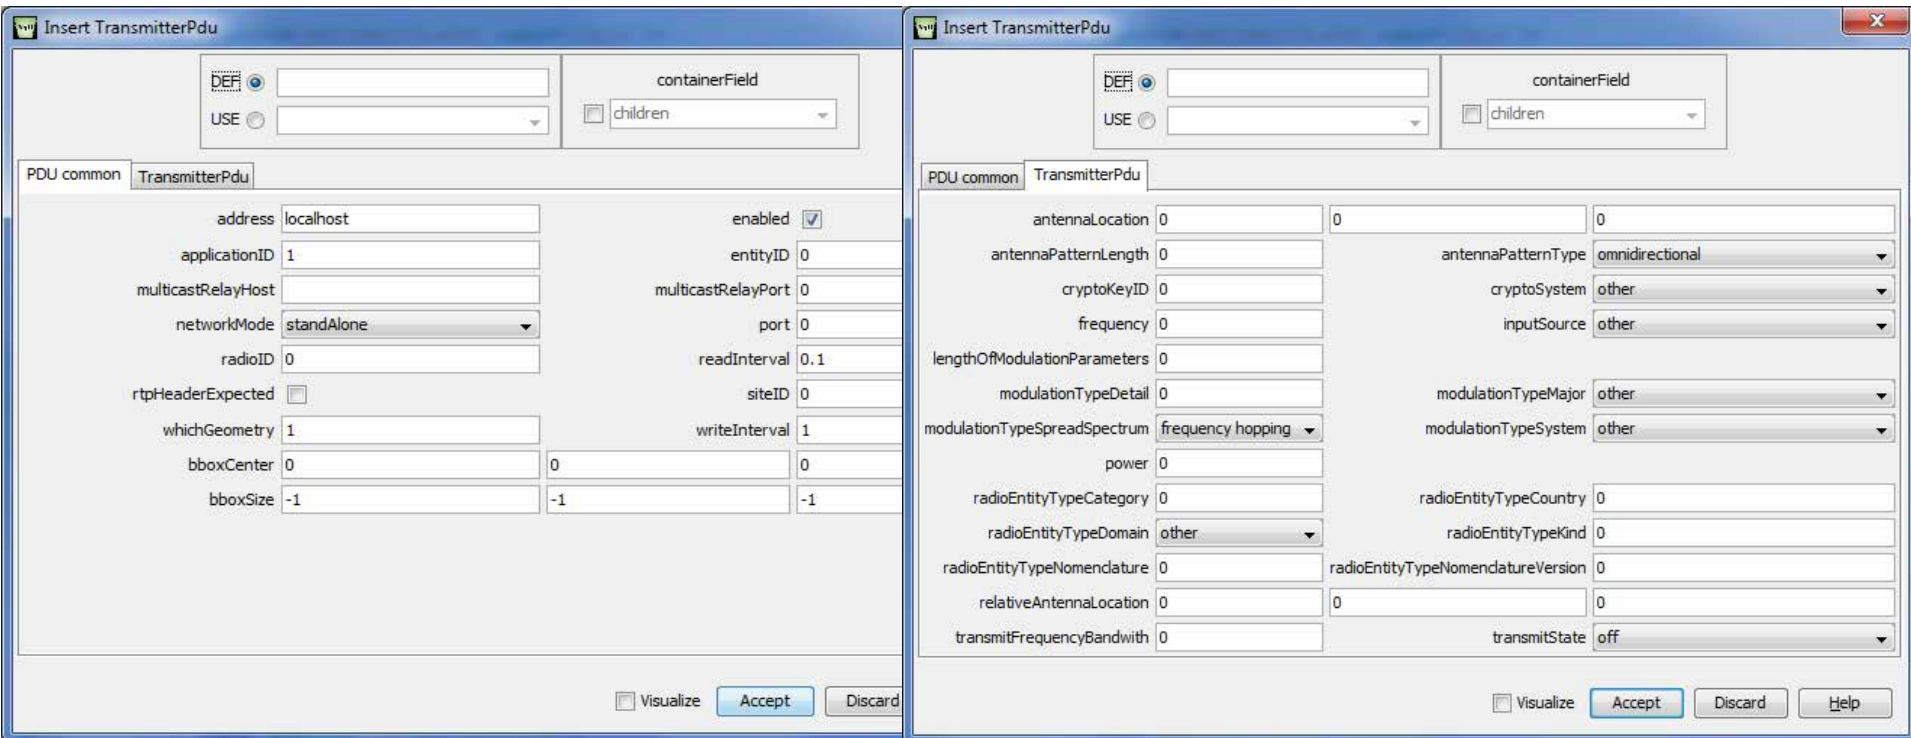 Insert TransmitterPdu
DEF
containerField
USE
children
PDU common TransmitterPdu
address localhost enabled
applicationID 1 entityID 0
multicastRelayHost multicastRelayPort 0
networkMode standAlone port 0
radioID 0 readInterval 0.1
rtpHeaderExpected siteID 0
whichGeometry 1 writeInterval 1
bboxCenter 0 0 0
bboxSize -1 -1 -1
Visualize Accept Discard
Insert TransmitterPdu
DEF
containerField
USE
children
PDU common TransmitterPdu
antennaLocation 0 0 0
antennaPatternLength 0 antennaPatternType omnidirectional
cryptoKeyID 0 cryptoSystem other
frequency 0 inputSource other
lengthOfModulationParameters 0
modulationTypeDetail 0 modulationTypeMajor other
modulationTypeSpreadSpectrum frequency hopping modulationTypeSystem other
power 0
radioEntityTypeCategory 0 radioEntityTypeCountry 0
radioEntityTypeDomain other radioEntityTypeKind 0
radioEntityTypeNomenclature 0 radioEntityTypeNomenclatureVersion 0
relativeAntennaLocation 0 0 0
transmitFrequencyBandwith 0 transmitState off
Visualize Accept Discard Help